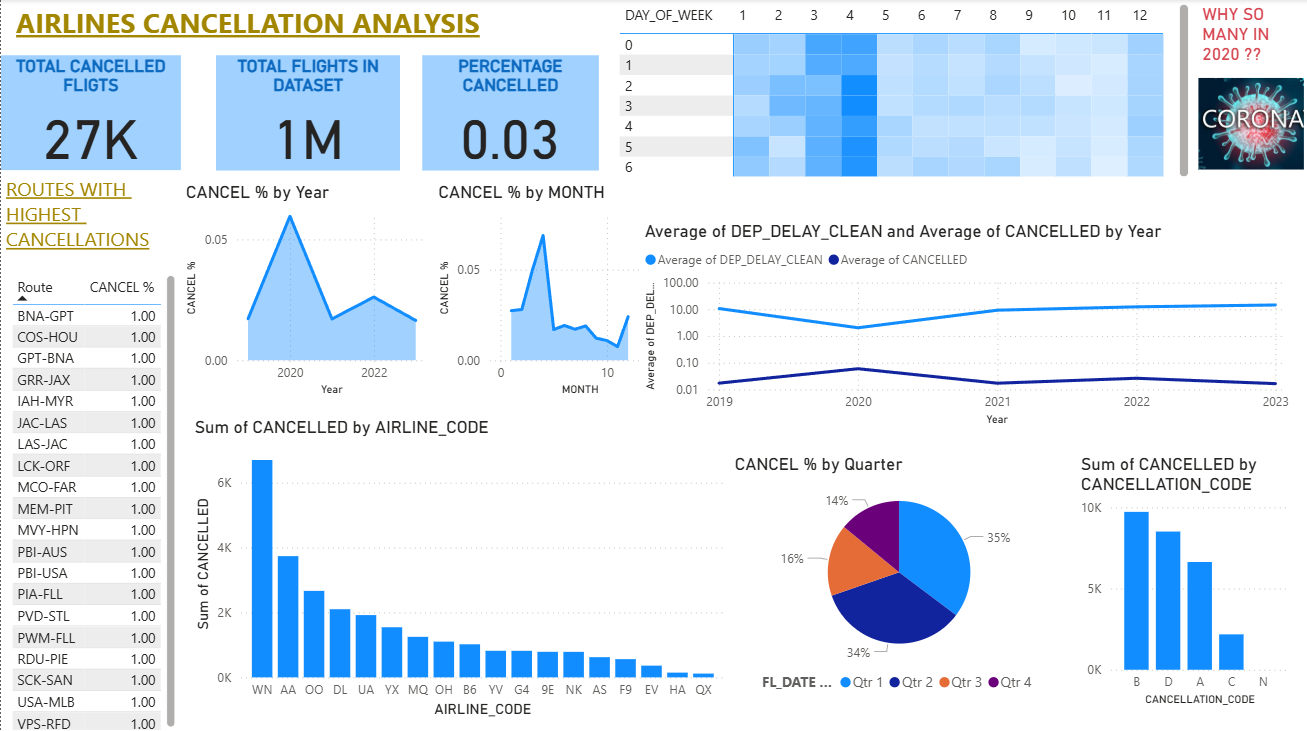 AIRLINES CANCELLATION ANALYSIS
TOTAL CANCELLED
FLIGTS
27K
TOTAL FLIGHTS IN
DATASET
1M
PERCENTAGE
CANCELLED
0.03
DAY_OF_WEEK 1 2 3 4 5 6 7 8 9 10 11 12
0
1
2
3
4
5
6
WHY SO
MANY IN
2020 ??
CORONA
ROUTES WITH
HIGHEST
CANCELLATIONS
Route CANCEL %
BNA-GPT 1.00
COS-HOU 1.00
GPT-BNA 1.00
GRR-JAX 1.00
IAH-MYR 1.00
JAC-LAS 1.00
LAS-JAC 1.00
LCK-ORF 1.00
MCO-FAR 1.00
MEM-PIT 1.00
MVY-HPN 1.00
PBI-AUS 1.00
PBI-USA 1.00
PIA-FLL 1.00
PVD-STL 1.00
PWM-FLL 1.00
RDU-PIE 1.00
SCK-SAN 1.00
USA-MLB 1.00
VPS-RFD 1.00
CANCEL % by Year
CANCEL %
0.05
0.00
2020 2022
Year
CANCEL % by MONTH
CANCEL %
0.05
0.00
0 10
MONTH
Average of DEP_DELAY_CLEAN and Average of CANCELLED by Year
Average of DEP_DELAY_CLEAN Average of CANCELLED
Average of DEP_DEL...
100.00
10.00
1.00
0.10
0.01
2019 2020 2021 2022 2023
Year
Sum of CANCELLED by AIRLINE_CODE
Sum of CANCELLED
6K
4K
2K
0K
WN AA OO DL UA YX MQ OH B6 YV G4 9E NK AS F9 EV HA QX
AIRLINE_CODE
CANCEL % by Quarter
14%
35%
16%
34%
FL_DATE ... Qtr 1 Qtr 2 Qtr 3 Qtr 4
Sum of CANCELLED by
CANCELLATION_CODE
10K
5K
0K
B D A C N
CANCELLATION_CODE